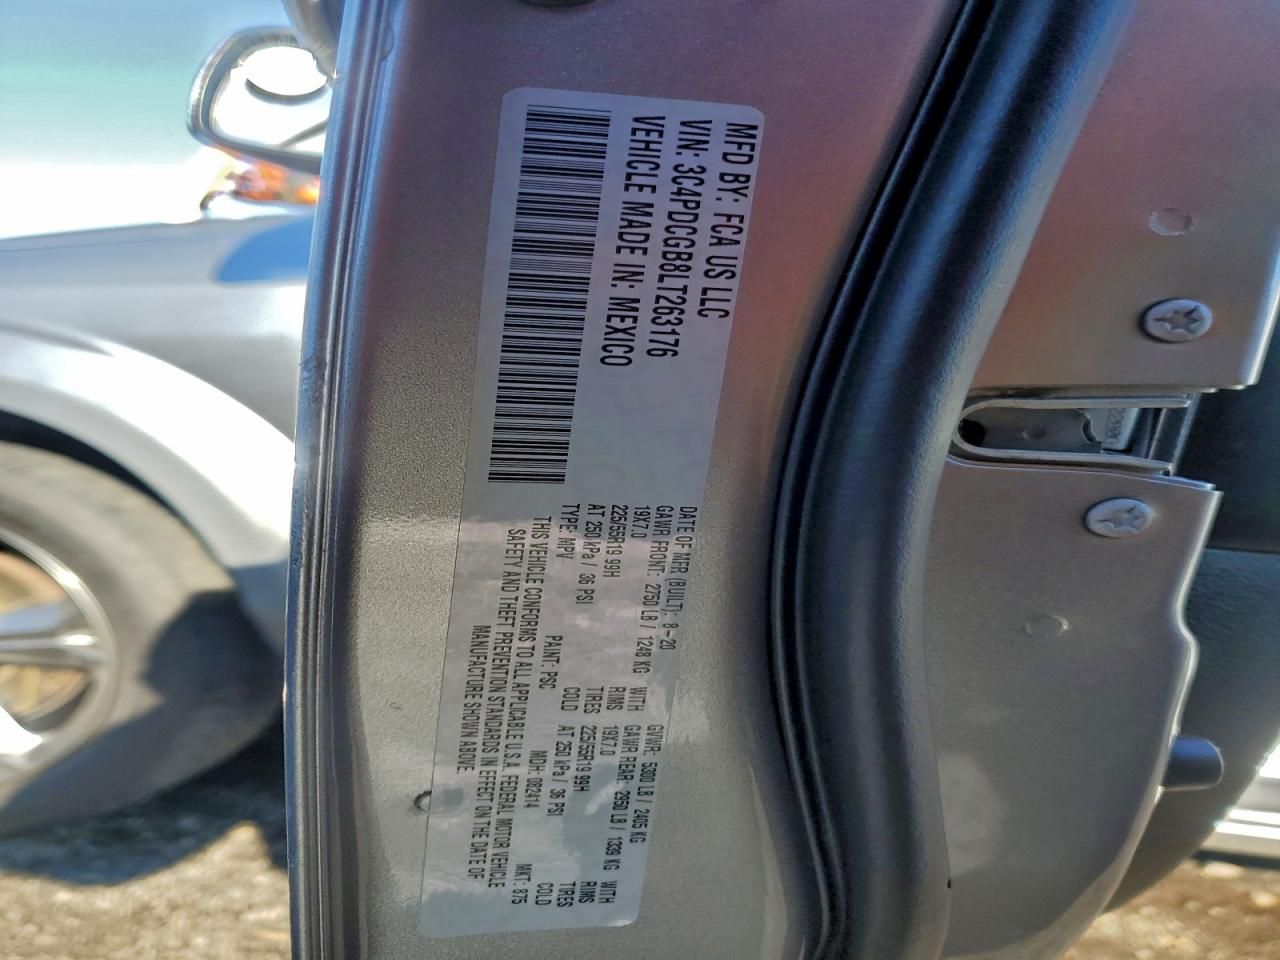 MFD BY: FCA US LLC
VIN: 3C4PDCGB8LT263176
VEHICLE MADE IN: MEXICO
DATE OF MFR (BUILT): 8-20 GVWR: 5300 LB / 2405 KG
GAWR FRONT: 2750 LB / 1248 KG WITH GAWR REAR: 2950 LB / 1339 KG WITH
19X7.0 RIMS 19X7.0 RIMS
225/55R19 99H TIRES 225/55R19 99H TIRES
AT 250 kPa / 36 PSI COLD AT 250 kPa / 36 PSI COLD
TYPE: MPV PAINT: PSC MDH: 082414 MKT: 875
THIS VEHICLE CONFORMS TO ALL APPLICABLE U.S.A. FEDERAL MOTOR VEHICLE
SAFETY AND THEFT PREVENTION STANDARDS IN EFFECT ON THE DATE OF
MANUFACTURE SHOWN ABOVE.